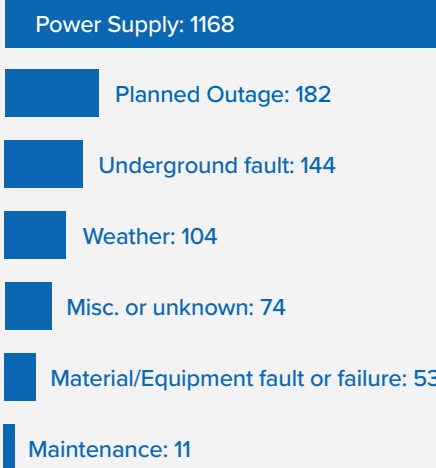 Power Supply: 1168
Planned Outage: 182
Underground fault: 144
Weather: 104
Misc. or unknown: 74
Material/Equipment fault or failure: 53
Maintenance: 11